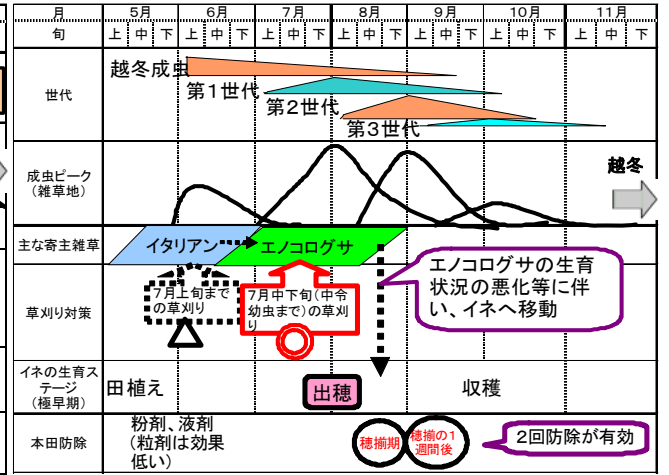 月 5月 6月 7月 8月 9月 10月 11月
旬 上 中 下 上 中 下 上 中 下 上 中 下 上 中 下 上 中 下 上 中 下
世代
越冬成虫
第1世代
第2世代
第3世代
成虫ピーク
(雑草地)
越冬
主な寄主雑草
イタリアン
エノコログサ
草刈り対策
7月上旬まで
の草刈り
7月中下旬(中令
幼虫まで)の草刈
り
エノコログサの生育
状況の悪化等に伴
い、イネへ移動
イネの生育ス
テージ
(極早期)
田植え
出穂
収穫
本田防除
粉剤、液剤
(粒剤は効果
低い)
穂揃期
穂揃の1
週間後
2回防除が有効